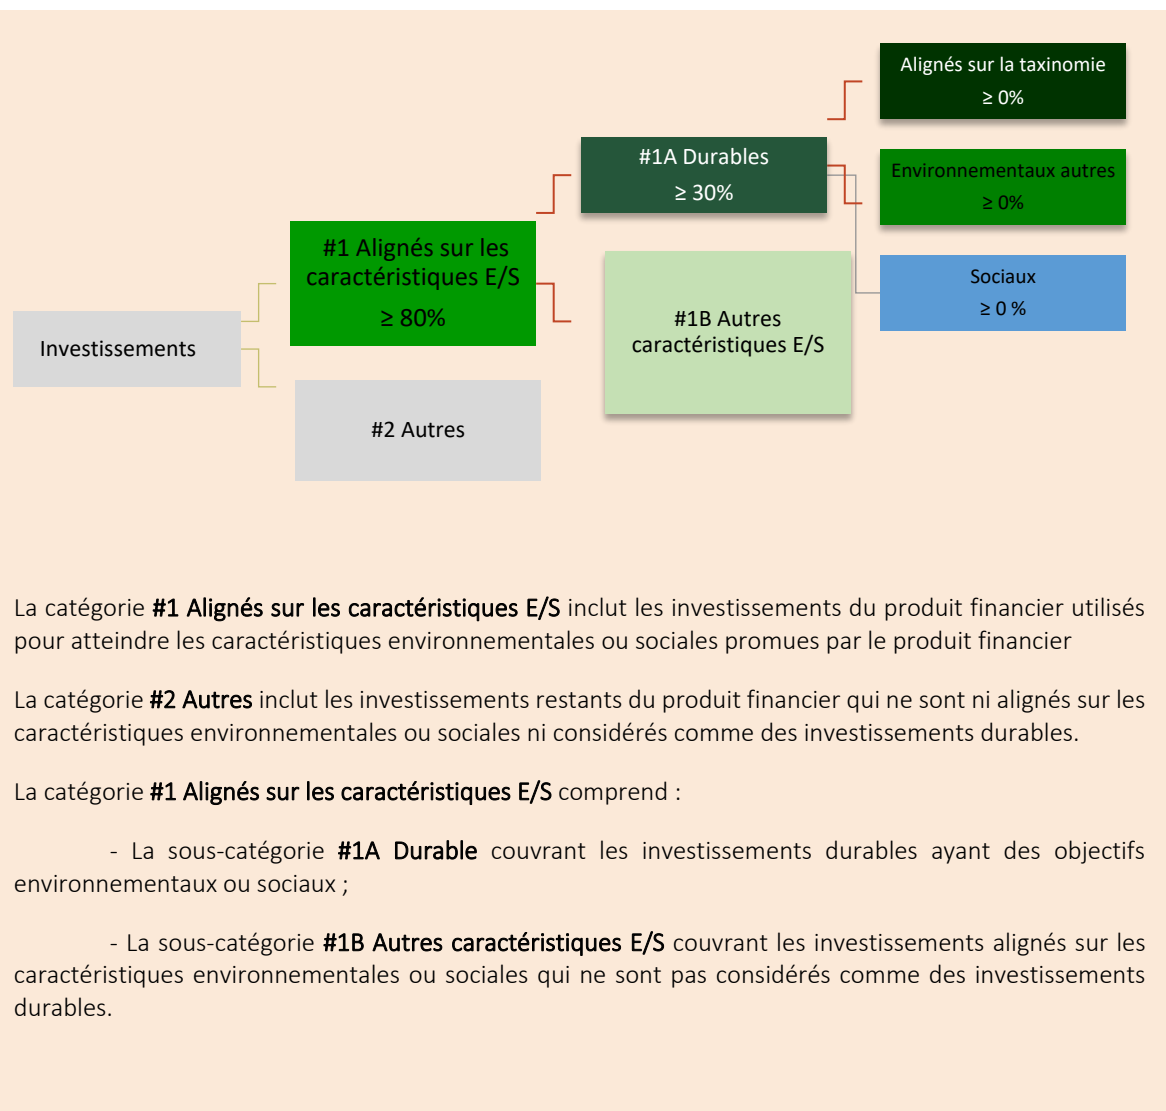 Alignés sur la taxinomie
≥ 0%
#1A Durables
≥ 30%
Environnementaux autres
≥ 0%
#1 Alignés sur les
caractéristiques E/S
≥ 80%
Sociaux
≥ 0 %
#1B Autres
caractéristiques E/S
Investissements
#2 Autres
La catégorie #1 Alignés sur les caractéristiques E/S inclut les investissements du produit financier utilisés
pour atteindre les caractéristiques environnementales ou sociales promues par le produit financier
La catégorie #2 Autres inclut les investissements restants du produit financier qui ne sont ni alignés sur les
caractéristiques environnementales ou sociales ni considérés comme des investissements durables.
La catégorie #1 Alignés sur les caractéristiques E/S comprend :
- La sous-catégorie #1A Durable couvrant les investissements durables ayant des objectifs
environnementaux ou sociaux ;
- La sous-catégorie #1B Autres caractéristiques E/S couvrant les investissements alignés sur les
caractéristiques environnementales ou sociales qui ne sont pas considérés comme des investissements
durables.